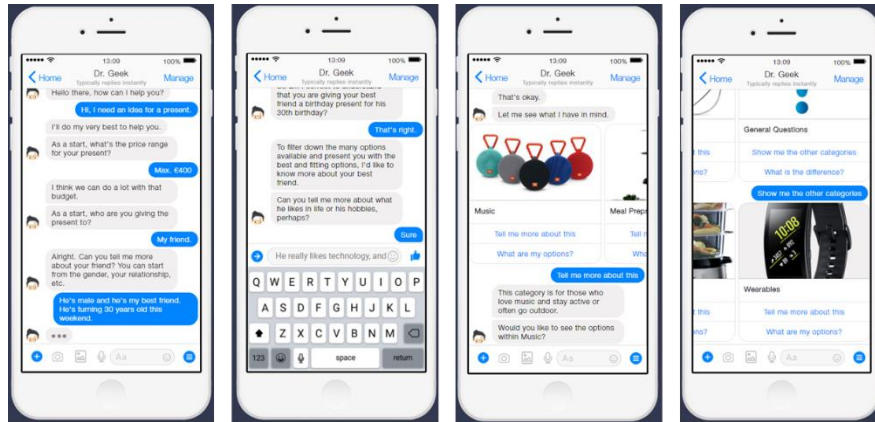 13:09
100%
Home
Dr. Geek
Typically replies instantly
Manage
Hello there, how can I help you?
Hi, I need an idea for a present.
I'll do my very best to help you.
As a start, what's the price range
for your present?
Max. €400
I think we can do a lot with that
budget.
As a start, who are you giving the
present to?
My friend.
Alright. Can you tell me more
about your friend? You can start
from the gender, your relationship,
etc.
He's male and he's my best friend.
He's turning 30 years old this
weekend.
Aa
13:09
100%
Home
Dr. Geek
Typically replies instantly
Manage
that you are giving your best
friend a birthday present for his
30th birthday?
That's right.
To filter down the many options
available and present you with the
best and fitting options, I'd like to
know more about your best
friend.
Can you tell me more about what
he likes in life or his hobbies,
perhaps?
Sure
He really likes technology, and
Q W E R T Y U I O P
A S D F G H J K L
Z X C V B N M
123 space return
13:09
100%
Home
Dr. Geek
Typically replies instantly
Manage
That's okay.
Let me see what I have in mind.
Music
Meal Prep
Tell me more about this
Tell
What are my options?
Wh
Tell me more about this
This category is for those who
love music and stay active or
often go outdoor.
Would you like to see the options
within Music?
Aa
13:09
100%
Home
Dr. Geek
Typically replies instantly
Manage
General Questions
t this
Show me the other categories
ons?
What is the difference?
Show me the other categories
10:08
Wearables
t this
Tell me more about this
ons?
What are my options?
Aa